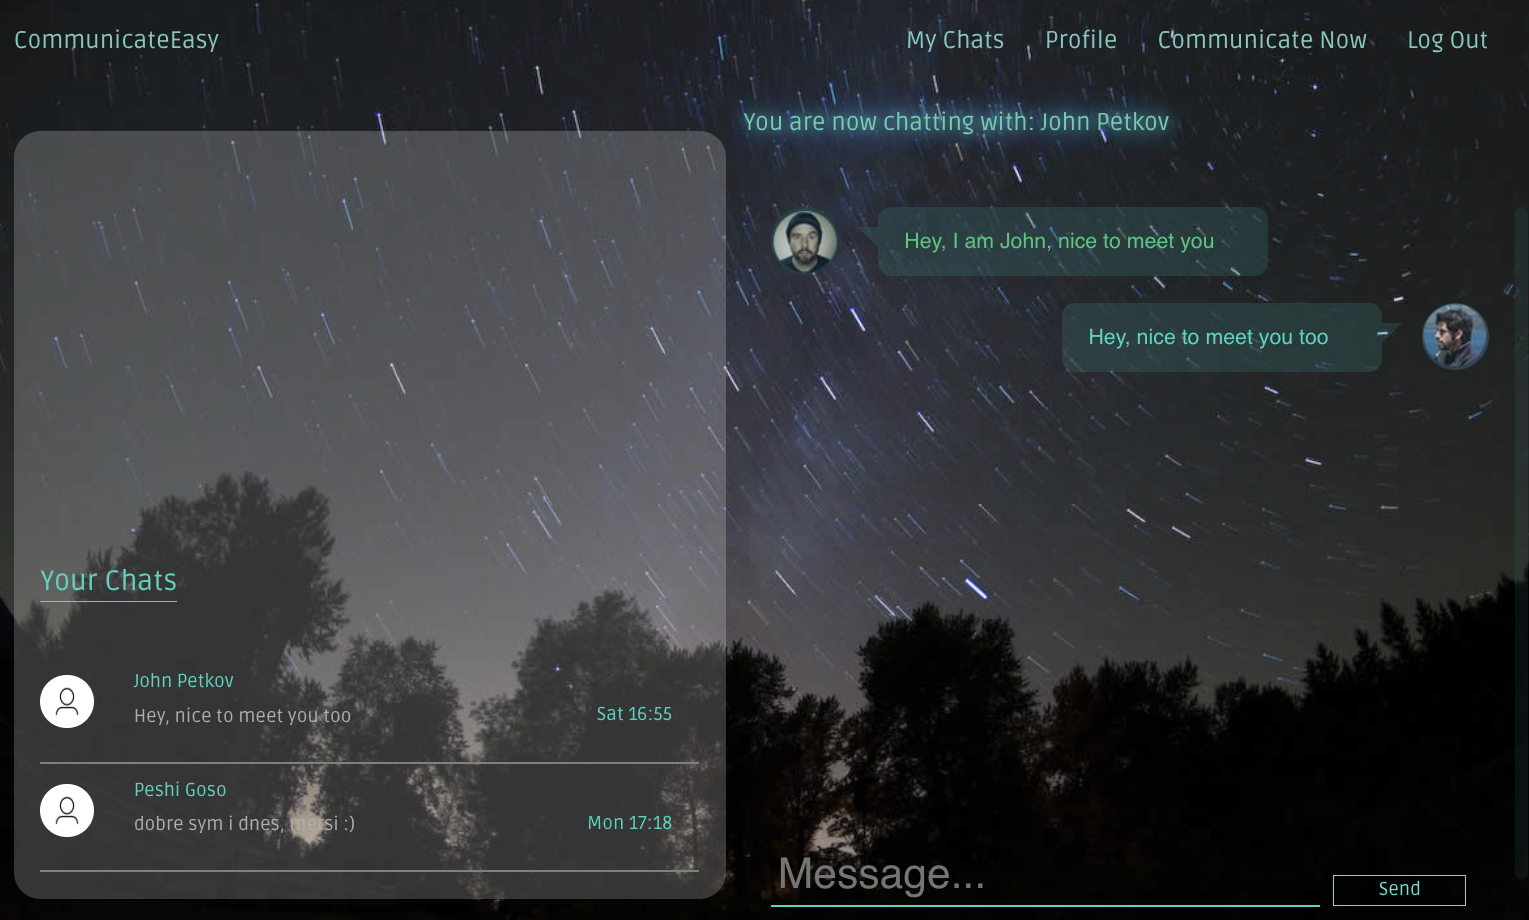 CommunicateEasy
My Chats Profile Communicate Now Log Out
You are now chatting with: John Petkov
Hey, I am John, nice to meet you
Hey, nice to meet you too
Your Chats
John Petkov
Hey, nice to meet you too
Sat 16:55
Peshi Goso
dobre sym i dnes, mersi :)
Mon 17:18
Message...
Send